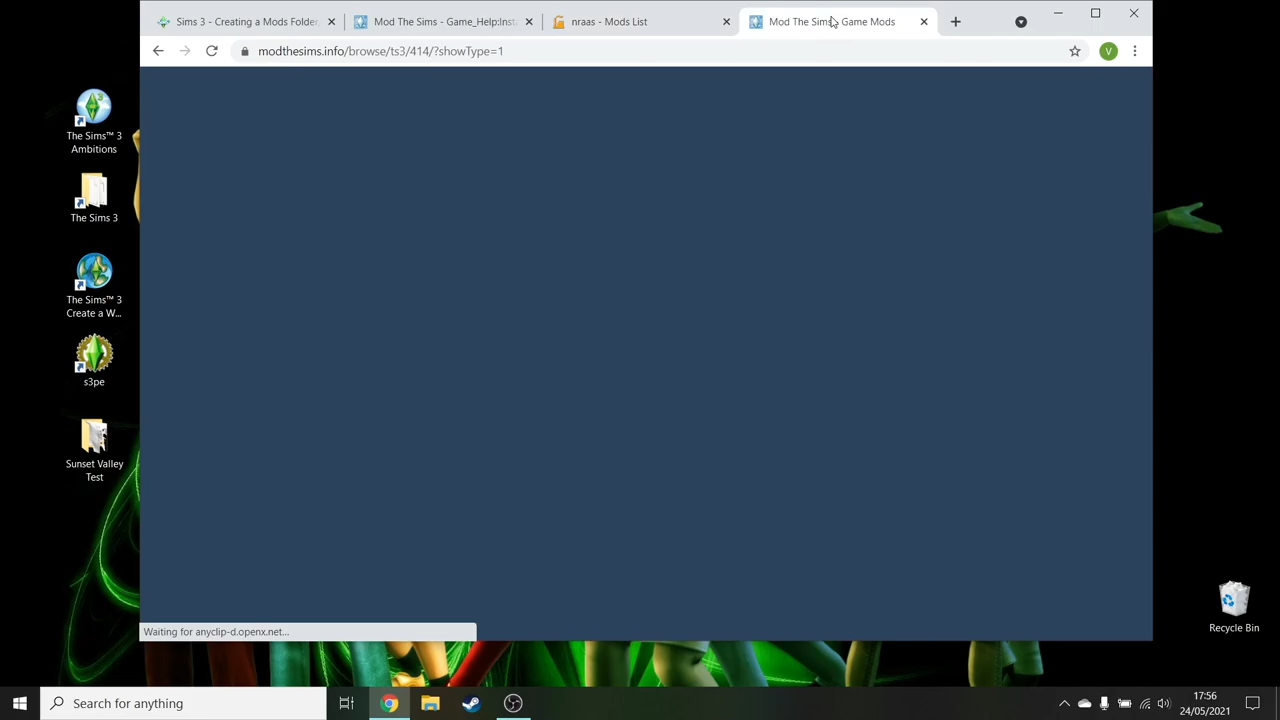 Sims 3 - Creating a Mods Folder
Mod The Sims - Game_Help:Inst
nraas - Mods List
Mod The Sims - Game Mods
modthesims.info/browse/ts3/414/?showType=1
V
The Sims™ 3
Ambitions
The Sims 3
The Sims™ 3
Create a W...
s3pe
Sunset Valley
Test
Waiting for anyclip-d.openx.net...
Recycle Bin
Search for anything
17:56
24/05/2021